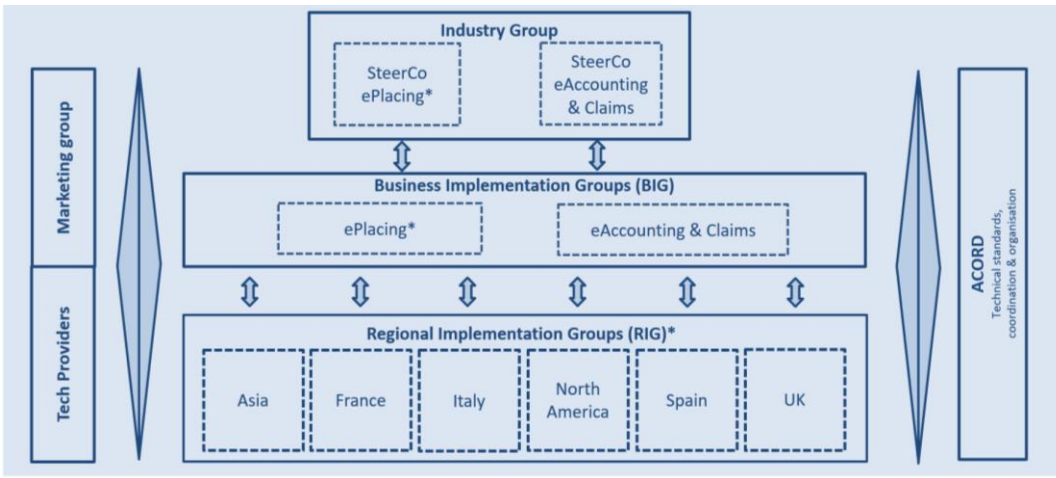 Industry Group
SteerCo
ePlacing*
SteerCo
eAccounting
& Claims
Marketing group
Tech Providers
Business Implementation Groups (BIG)
ePlacing*
eAccounting & Claims
Regional Implementation Groups (RIG)*
Asia
France
Italy
North
America
Spain
UK
ACORD
Technical standards,
coordination & organisation